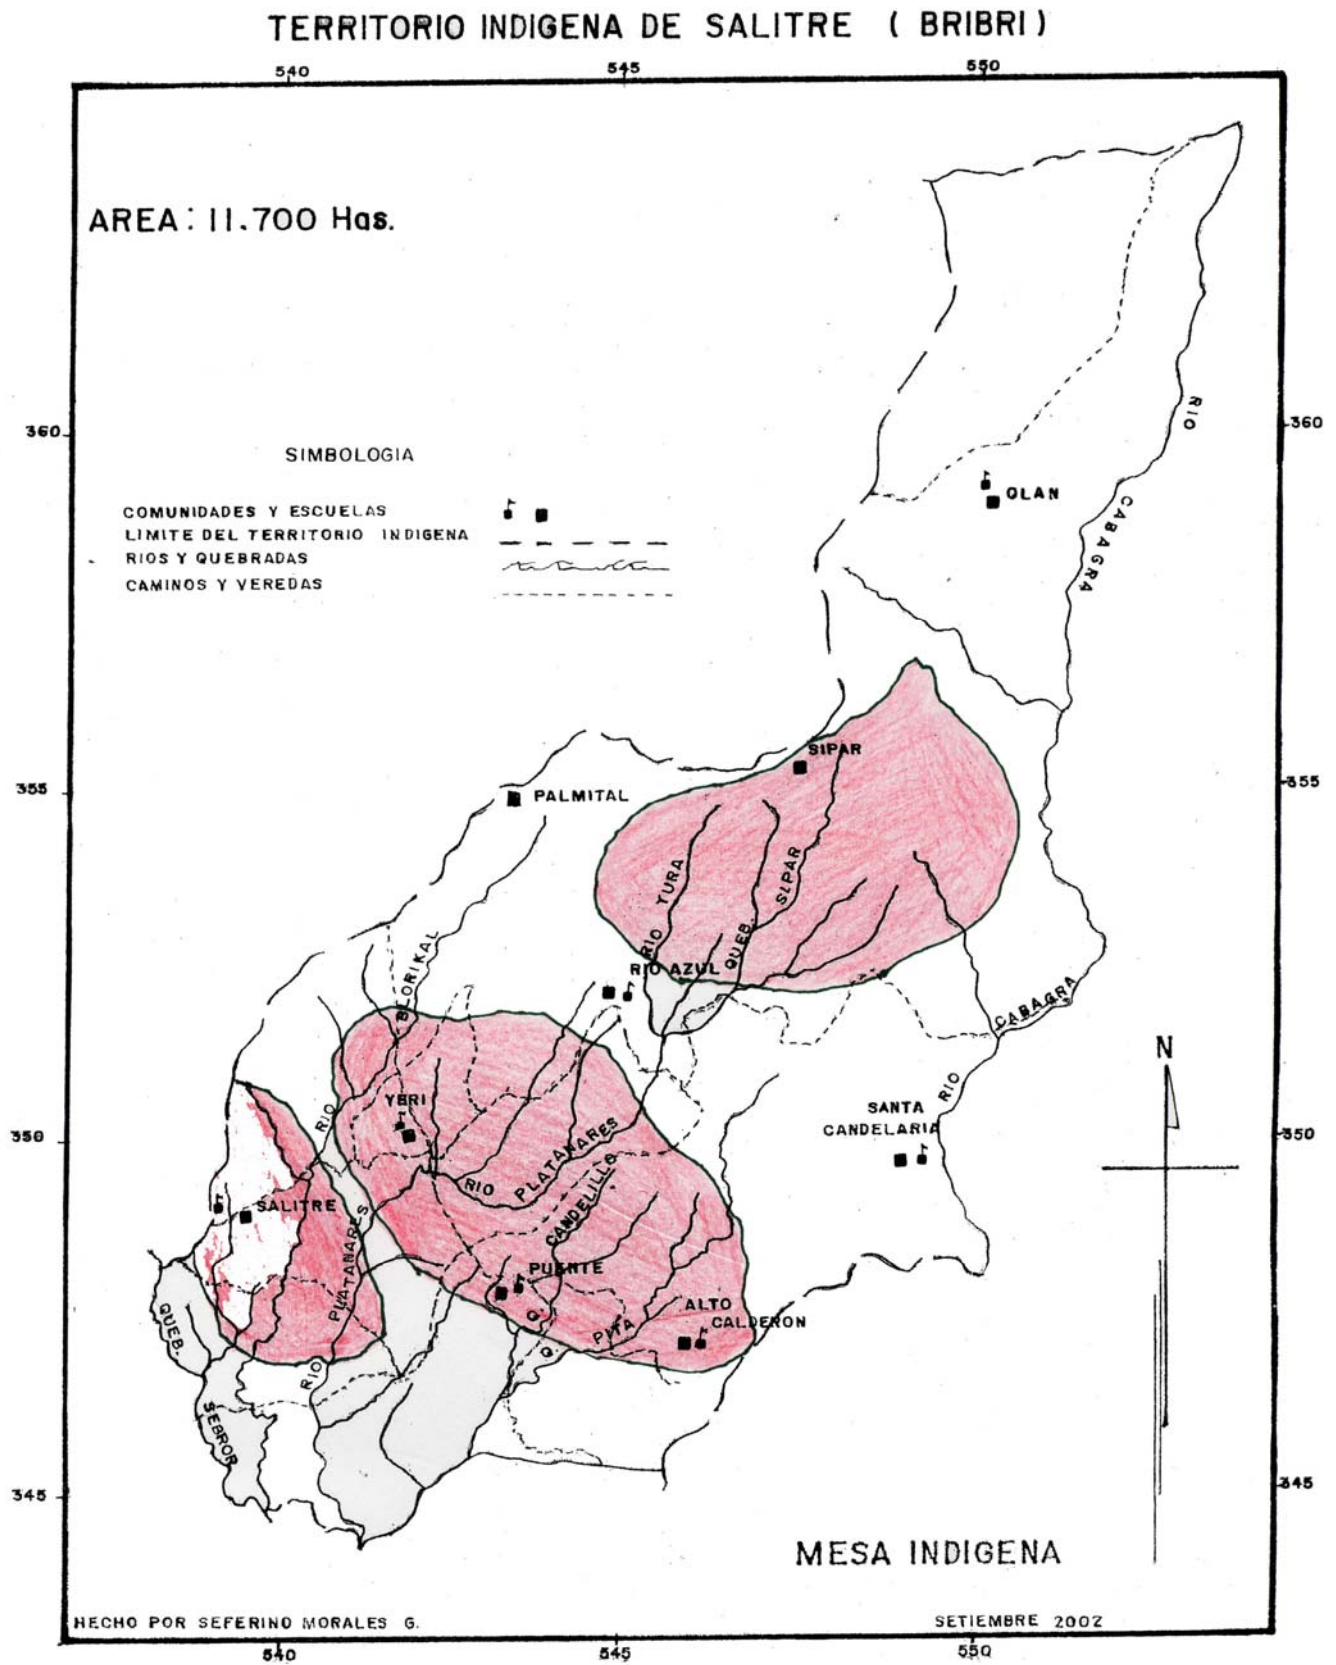 TERRITORIO INDIGENA DE SALITRE ( BRIBRI )
540
545
550
AREA: 11.700 Has.
360
360
RIO
SIMBOLOGIA
OLAN
CABAGRA
COMUNIDADES Y ESCUELAS
LIMITE DEL TERRITORIO INDIGENA
RIOS Y QUEBRADAS
CAMINOS Y VEREDAS
SIPAR
355
355
PALMITAL
RIO TURA
QUEB. SIPAR
BLORIKAL
RIO AZUL
CABAGRA
N
YERI
RIO
RIO
SANTA
CANDELARIA
350
350
RIO PLATANARES
CANDELILLO
SALITRE
PLATANARES
PUENTE
QUEB.
Q.
ALTO
CALDERON
PITA
Q.
RIO
SEBROR
345
345
MESA INDIGENA
HECHO POR SEFERINO MORALES G.
SETIEMBRE 2002
540
545
550